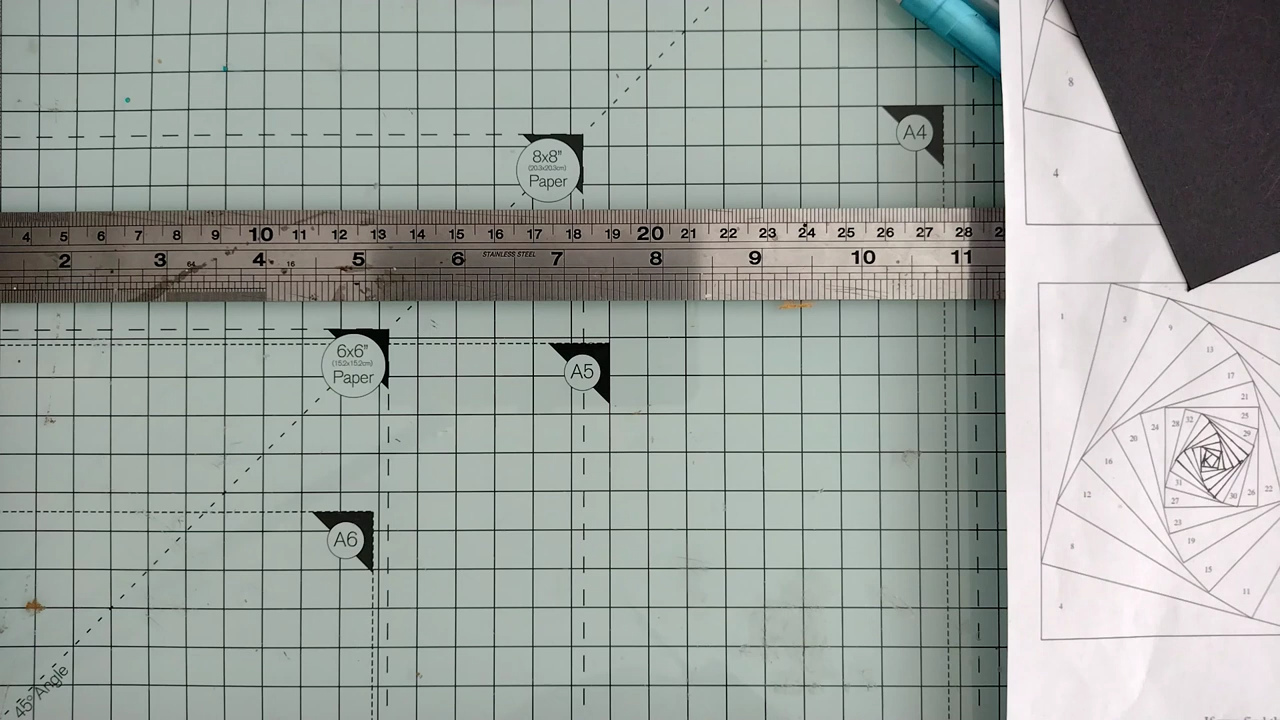 A4
8x8"
(20.3x20.3cm)
Paper
4 5 6 7 8 9 10 11 12 13 14 15 16 17 18 19 20 21 22 23 24 25 26 27 28
2 3 4 5 6 7 8 9 10 11
64 16
STAINLESS STEEL
6x6"
(15.2x15.2cm)
Paper
A5
A6
45° Angle
8
4
1
5
9
13
17
21
25
29
32
28
24
20
16
12
8
4
31
27
23
19
15
11
30
26
22